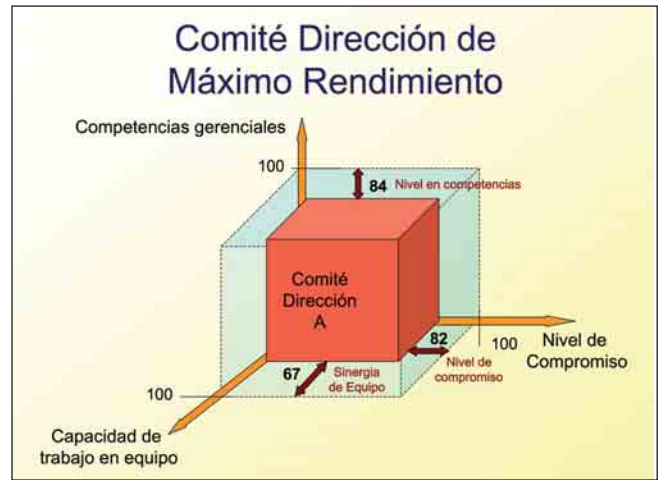 Comité Dirección de
Máximo Rendimiento
Competencias gerenciales
100
84 Nivel en competencias
Comité
Dirección
A
82
100
Nivel de
Compromiso
Nivel de
compromiso
67
Sinergia
de Equipo
100
Capacidad de
trabajo en equipo